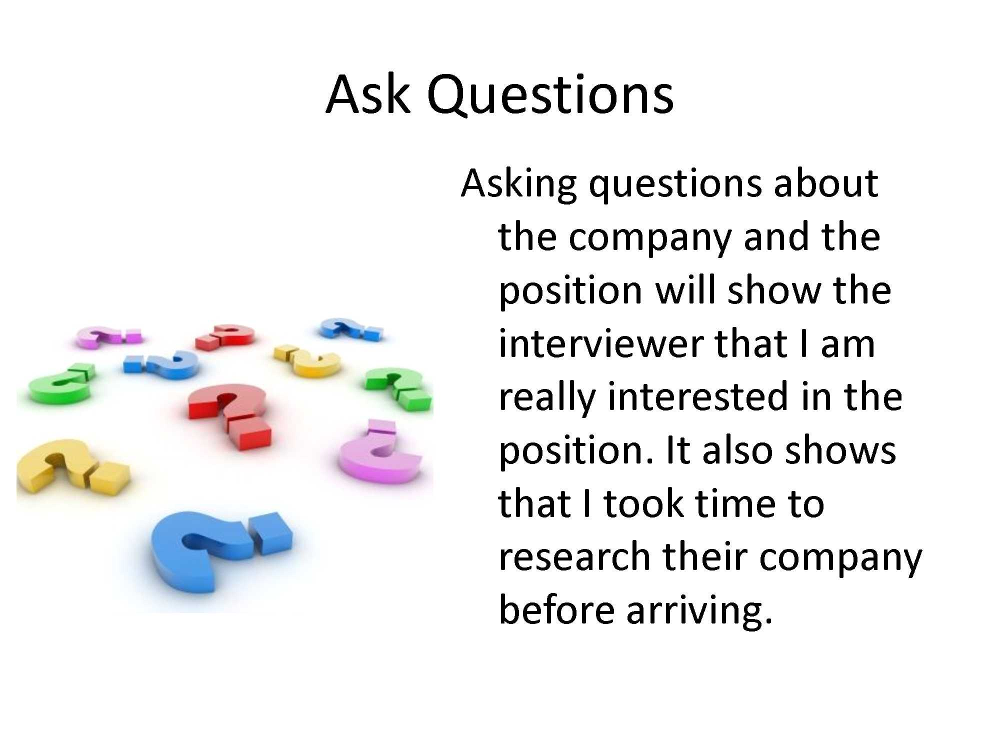 Ask Questions
Asking questions about
the company and the
position will show the
interviewer that I am
really interested in the
position. It also shows
that I took time to
research their company
before arriving.